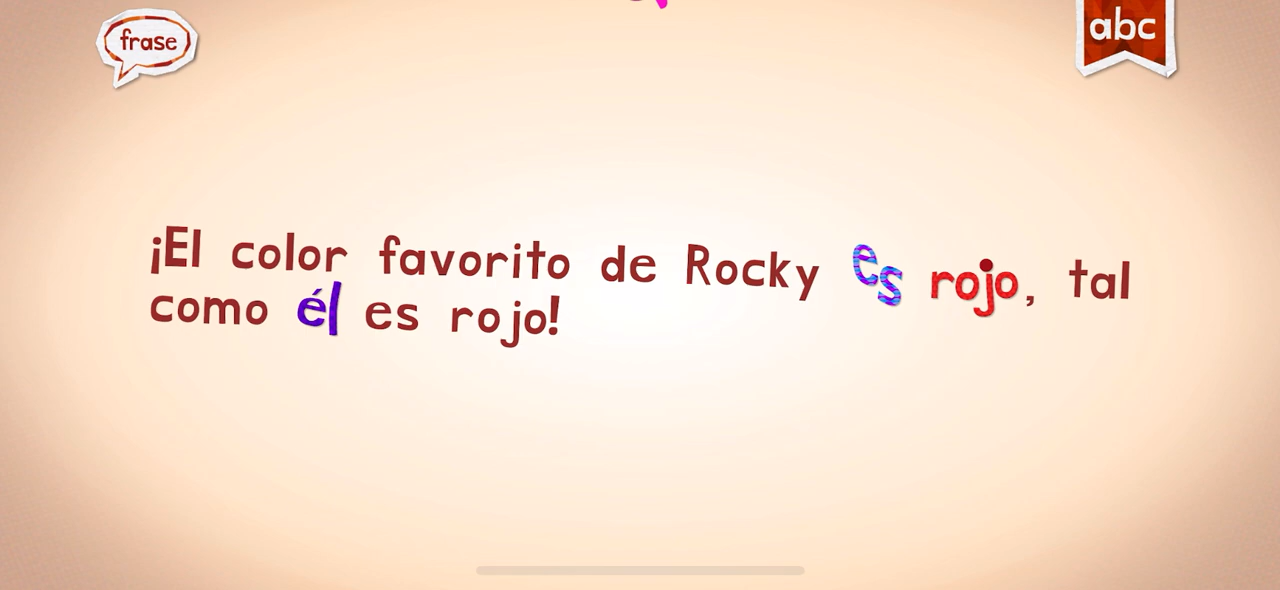 frase
abc
¡El color favorito de Rocky es rojo, tal
como él es rojo!